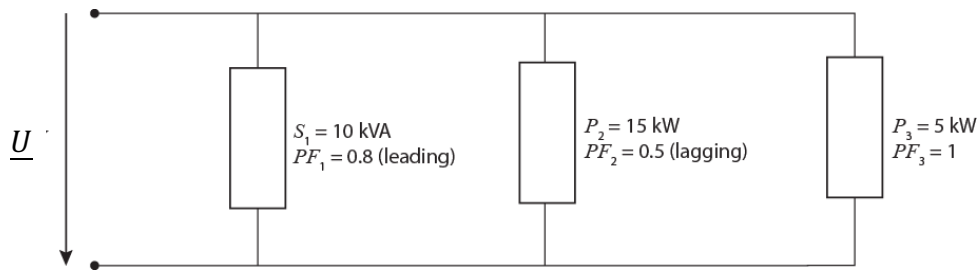 U
S₁ = 10 kVA
PF₁ = 0.8 (leading)
P₂ = 15 kW
PF₂ = 0.5 (lagging)
P₃ = 5 kW
PF₃ = 1